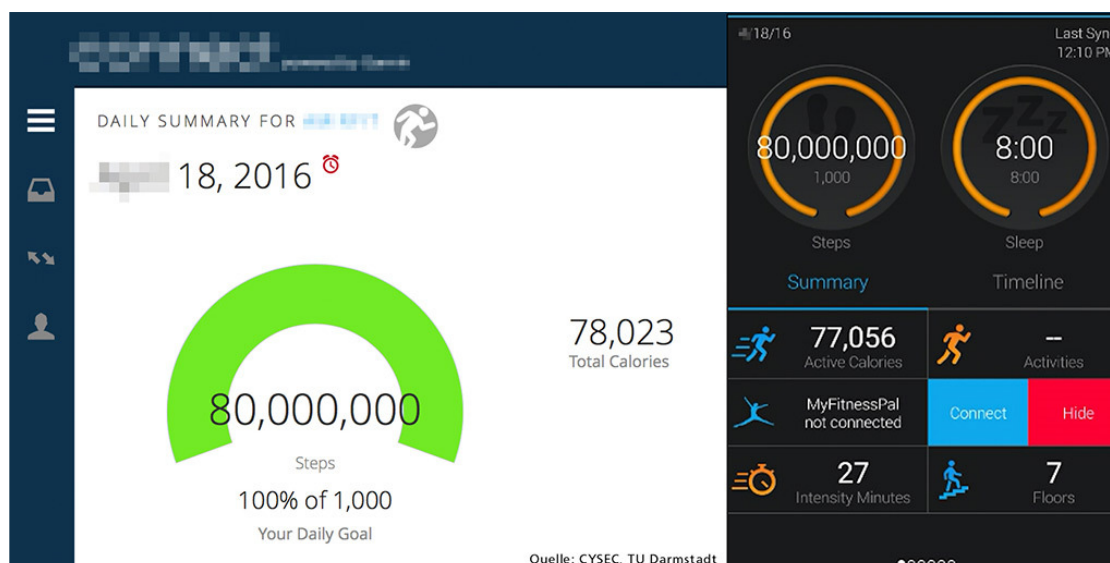 DAILY SUMMARY FOR
18, 2016
80,000,000
Steps
100% of 1,000
Your Daily Goal
78,023
Total Calories
Quelle: CYSEC, TU Darmstadt
18/16
Last Syn
12:10 PM
80,000,000
1,000
Steps
8:00
8:00
Sleep
Summary
Timeline
77,056
Active Calories
--
Activities
MyFitnessPal
not connected
Connect
Hide
27
Intensity Minutes
7
Floors